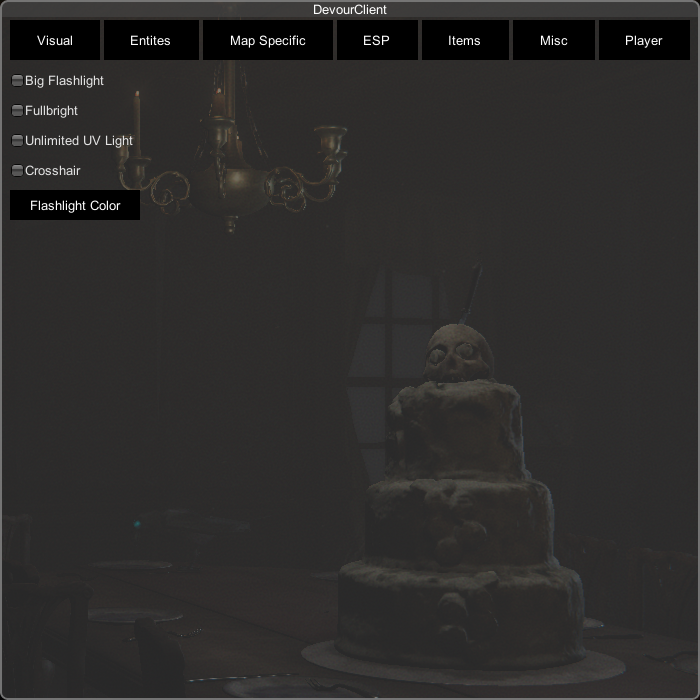 DevourClient
Visual Entites Map Specific ESP Items Misc Player
Big Flashlight
Fullbright
Unlimited UV Light
Crosshair
Flashlight Color